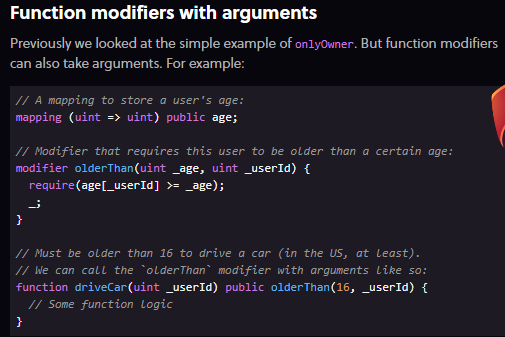 Function modifiers with arguments
Previously we looked at the simple example of onlyOwner. But function modifiers
can also take arguments. For example:
// A mapping to store a user's age:
mapping (uint => uint) public age;
// Modifier that requires this user to be older than a certain age:
modifier olderThan(uint _age, uint _userId) {
  require(age[_userId] >= _age);
  _;
}
// Must be older than 16 to drive a car (in the US, at least).
// We can call the `olderThan` modifier with arguments like so:
function driveCar(uint _userId) public olderThan(16, _userId) {
  // Some function logic
}